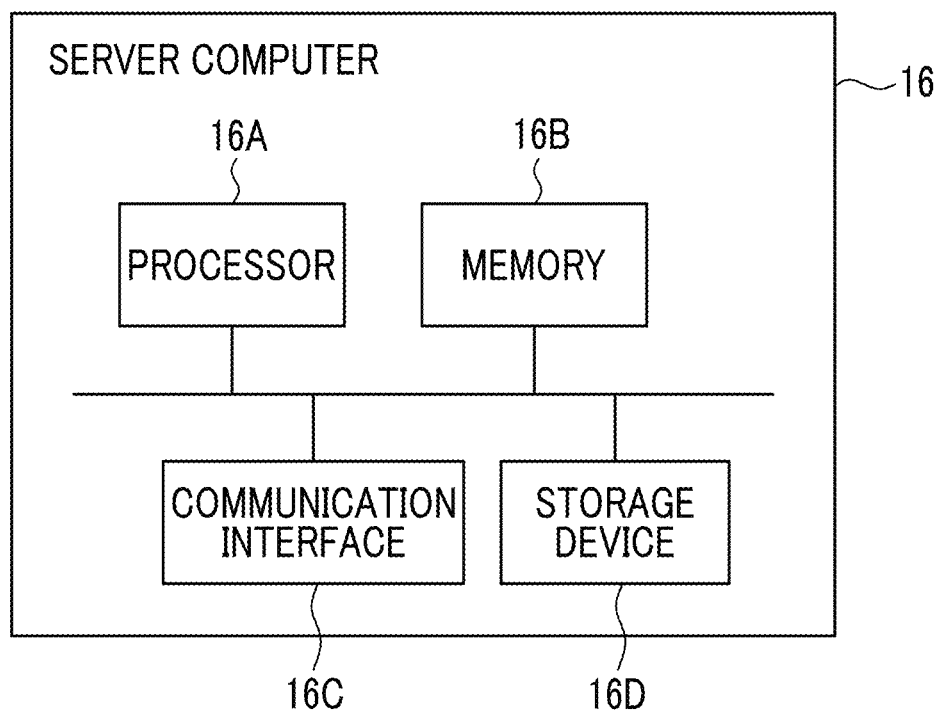 SERVER COMPUTER
16
16A
16B
PROCESSOR
MEMORY
COMMUNICATION
INTERFACE
STORAGE
DEVICE
16C
16D